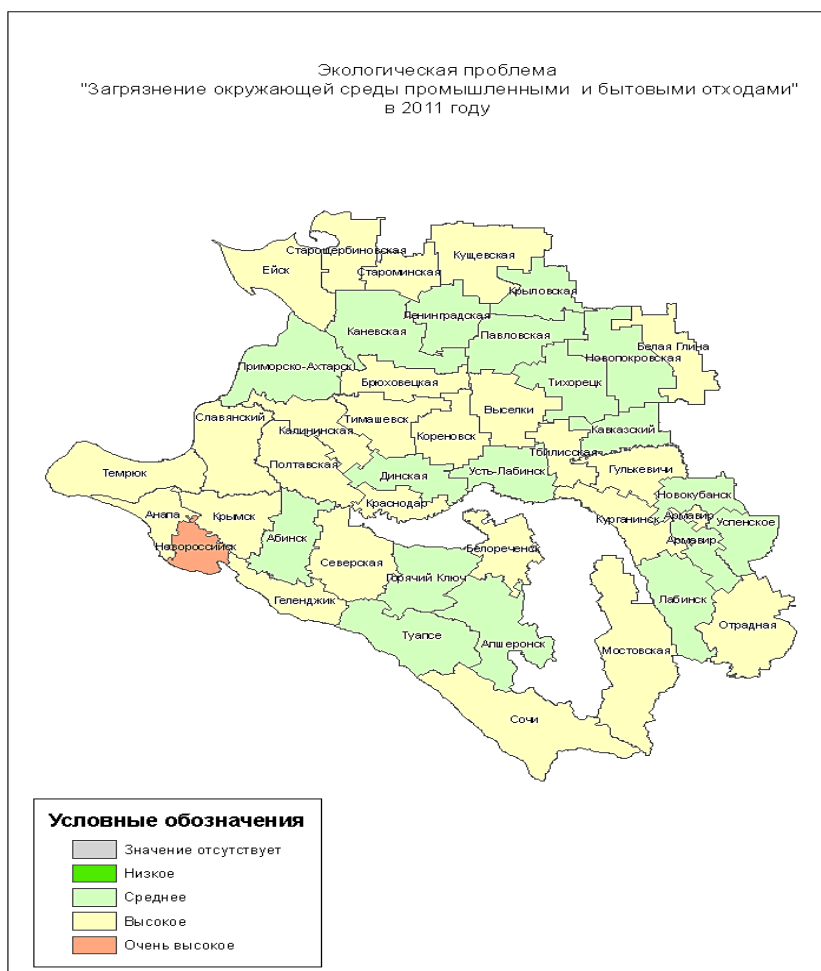 Экологическая проблема
"Загрязнение окружающей среды промышленными и бытовыми отходами"
в 2011 году
Старощербиновская
Кущевская
Ейск
Староминская
Крыловская
Ленинградская
Каневская
Павловская
Белая Глина
Новопокровская
Приморско-Ахтарск
Брюховецкая
Тихорецк
Славянский
Тимашевск
Выселки
Калининская
Кореновск
Кавказский
Тбилисская
Полтавская
Темрюк
Динская
Усть-Лабинск
Гулькевичи
Краснодар
Новокубанск
Анапа
Крымск
Курганинск
Армавир
Успенское
Абинск
Армавир
Новороссийск
Белореченск
Северская
Горячий Ключ
Геленджик
Лабинск
Отрадная
Туапсе
Апшеронск
Мостовская
Сочи
Условные обозначения
Значение отсутствует
Низкое
Среднее
Высокое
Очень высокое